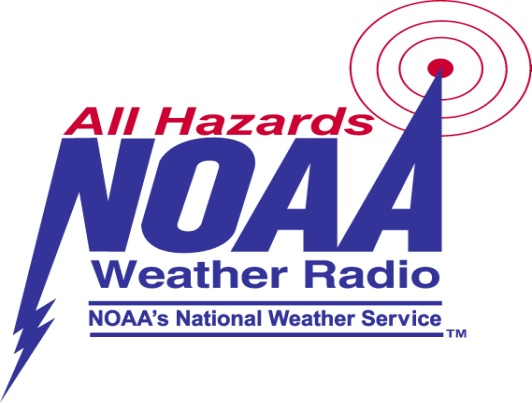 All Hazards
NOAA
Weather Radio
NOAA's National Weather Service
TM